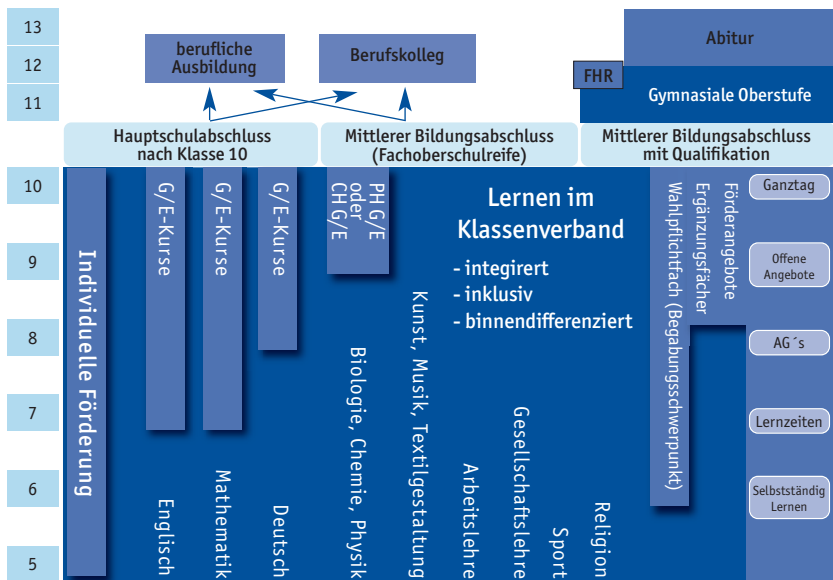 13
12
11
berufliche
Ausbildung
Berufskolleg
FHR
Abitur
Gymnasiale Oberstufe
Hauptschulabschluss
nach Klasse 10
Mittlerer Bildungsabschluss
(Fachoberschulreife)
Mittlerer Bildungsabschluss
mit Qualifikation
10
9
8
7
6
5
Individuelle Förderung
G/E-Kurse
Englisch
G/E-Kurse
Mathematik
G/E-Kurse
Deutsch
PH G/E
oder
CH G/E
Biologie, Chemie, Physik
Kunst, Musik, Textilgestaltung
Lernen im
Klassenverband
- integrirert
- inklusiv
- binnendifferenziert
Arbeitslehre
Gesellschaftslehre
Sport
Religion
Wahlpflichtfach (Begabungsschwerpunkt)
Ergänzungsfächer
Förderangebote
Ganztag
Offene
Angebote
AG´s
Lernzeiten
Selbstständig
Lernen